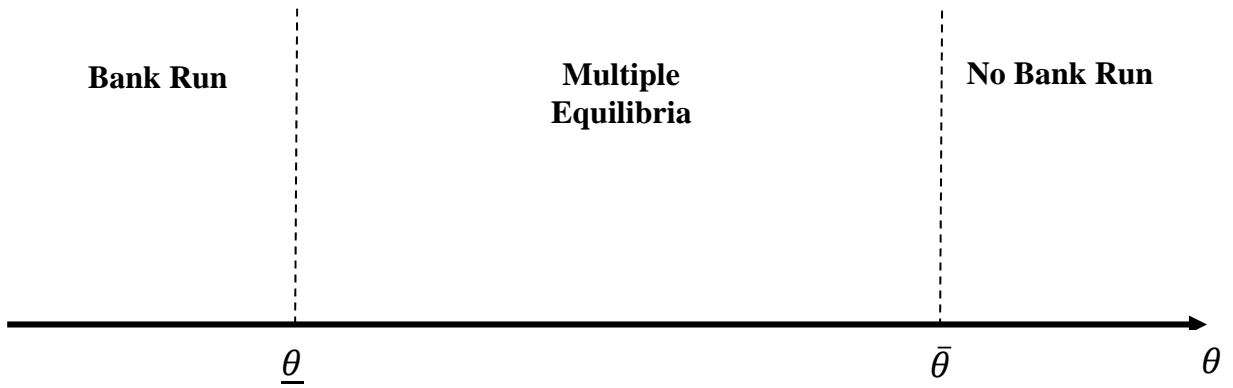 Bank Run
Multiple
Equilibria
No Bank Run
θ̲
θ̄
θ